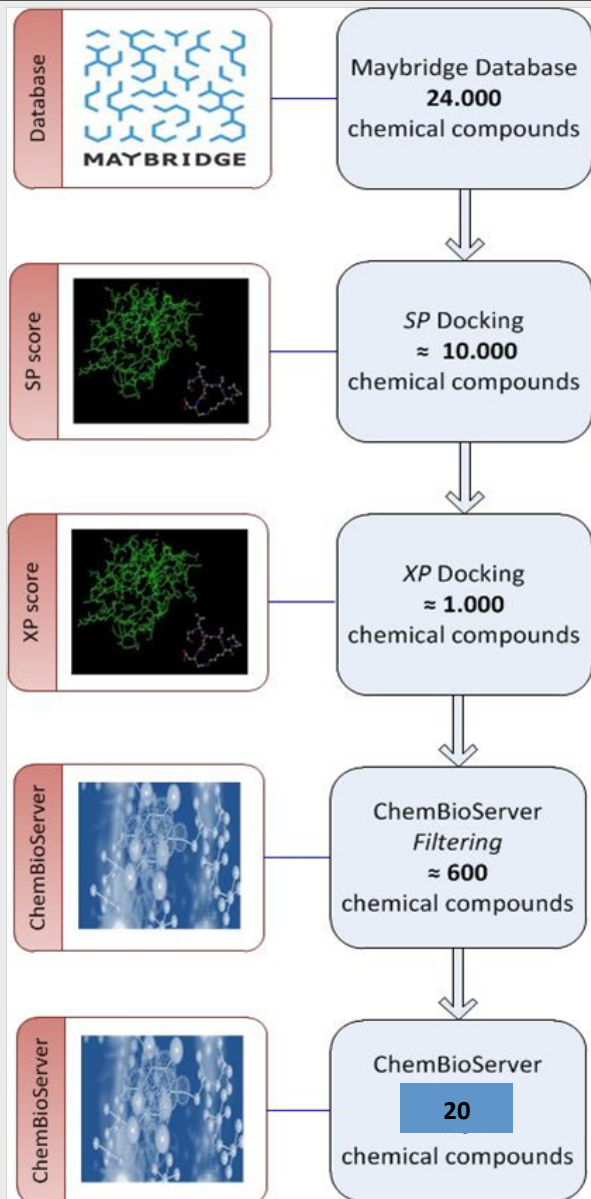 Database
MAYBRIDGE
Maybridge Database
24.000
chemical compounds
SP score
SP Docking
≈ 10.000
chemical compounds
XP score
XP Docking
≈ 1.000
chemical compounds
ChemBioServer
ChemBioServer
Filtering
≈ 600
chemical compounds
ChemBioServer
ChemBioServer
20
chemical compounds